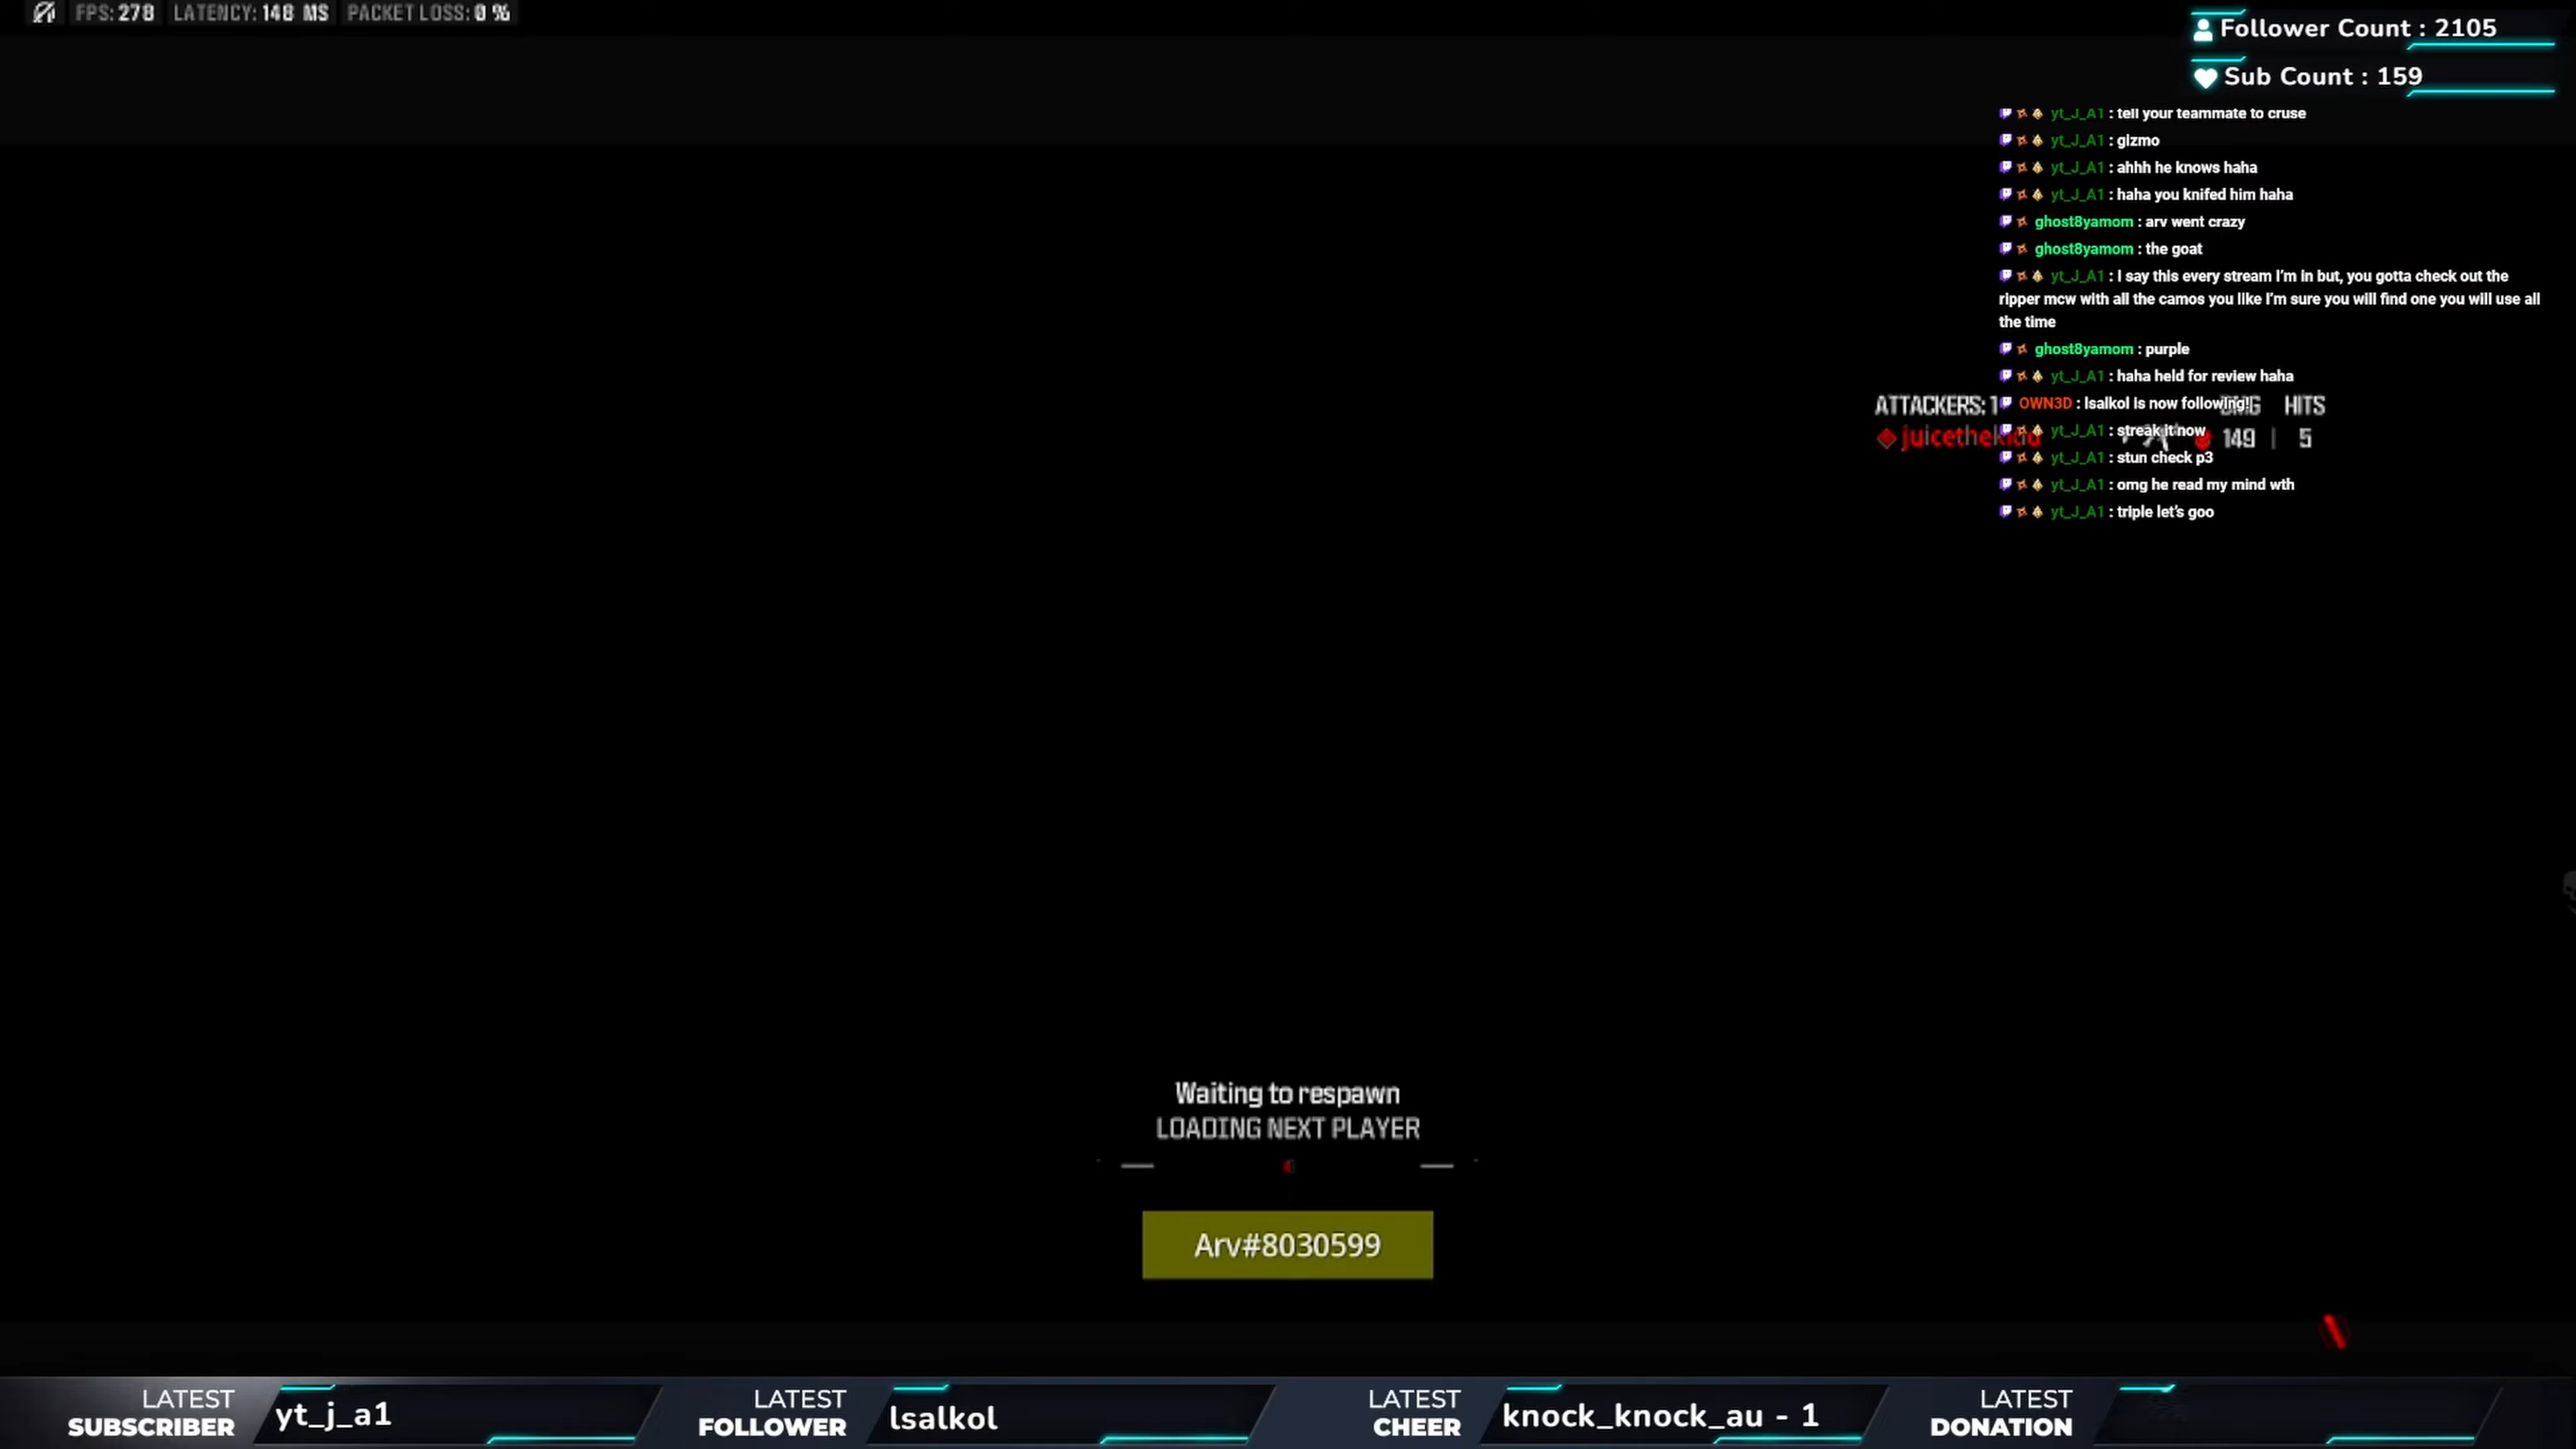 FPS: 278 LATENCY: 148 MS PACKET LOSS: 0 %
Follower Count : 2105
Sub Count : 159
yt_J_A1 : tell your teammate to cruse
yt_J_A1 : gizmo
yt_J_A1 : ahhh he knows haha
yt_J_A1 : haha you knifed him haha
ghost8yamom : arv went crazy
ghost8yamom : the goat
yt_J_A1 : I say this every stream I'm in but, you gotta check out the
ripper mcw with all the camos you like I'm sure you will find one you will use all
the time
ghost8yamom : purple
yt_J_A1 : haha held for review haha
ATTACKERS: 1 DMG HITS
OWN3D : lsalkol is now following!
juicethekidd 149 | 5
yt_J_A1 : streak it now
yt_J_A1 : stun check p3
yt_J_A1 : omg he read my mind wth
yt_J_A1 : triple let's goo
Waiting to respawn
LOADING NEXT PLAYER
Arv#8030599
LATEST
SUBSCRIBER
yt_j_a1
LATEST
FOLLOWER
lsalkol
LATEST
CHEER
knock_knock_au - 1
LATEST
DONATION